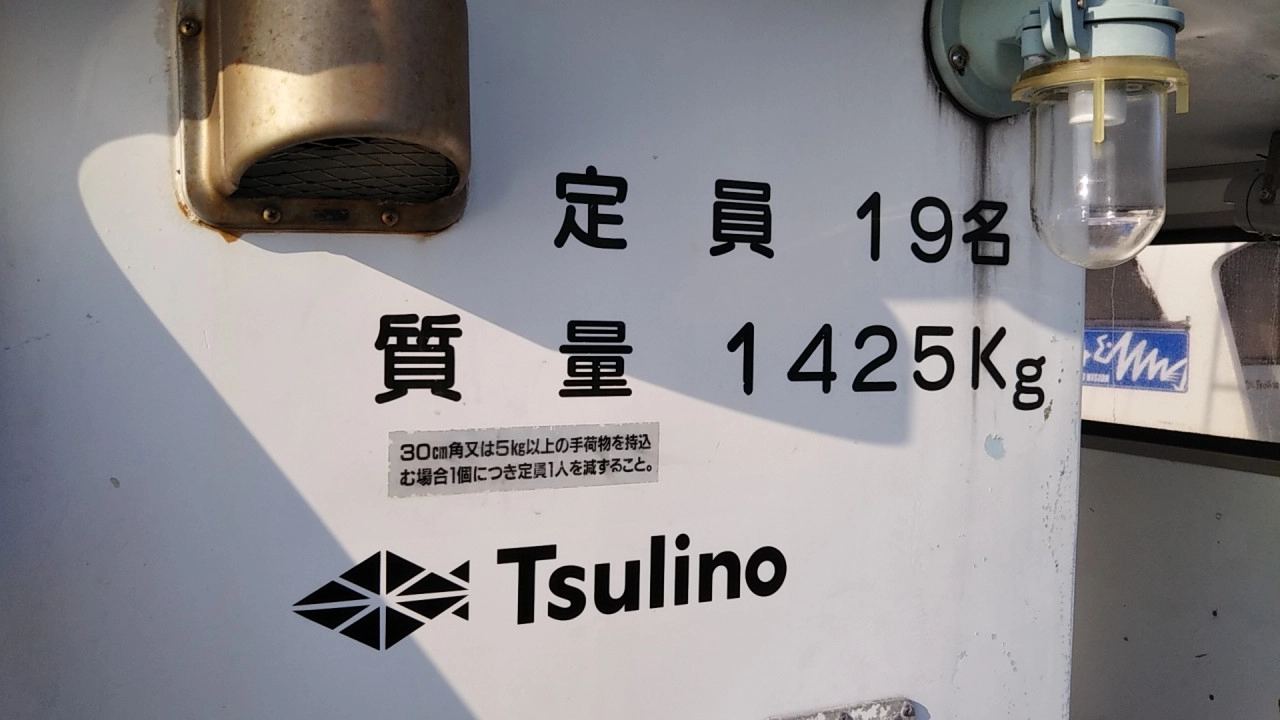 定員 19名
質量 1425Kg
30㎝角又は5㎏以上の手荷物を持込
む場合1個につき定員1人を減ずること。
Tsulino